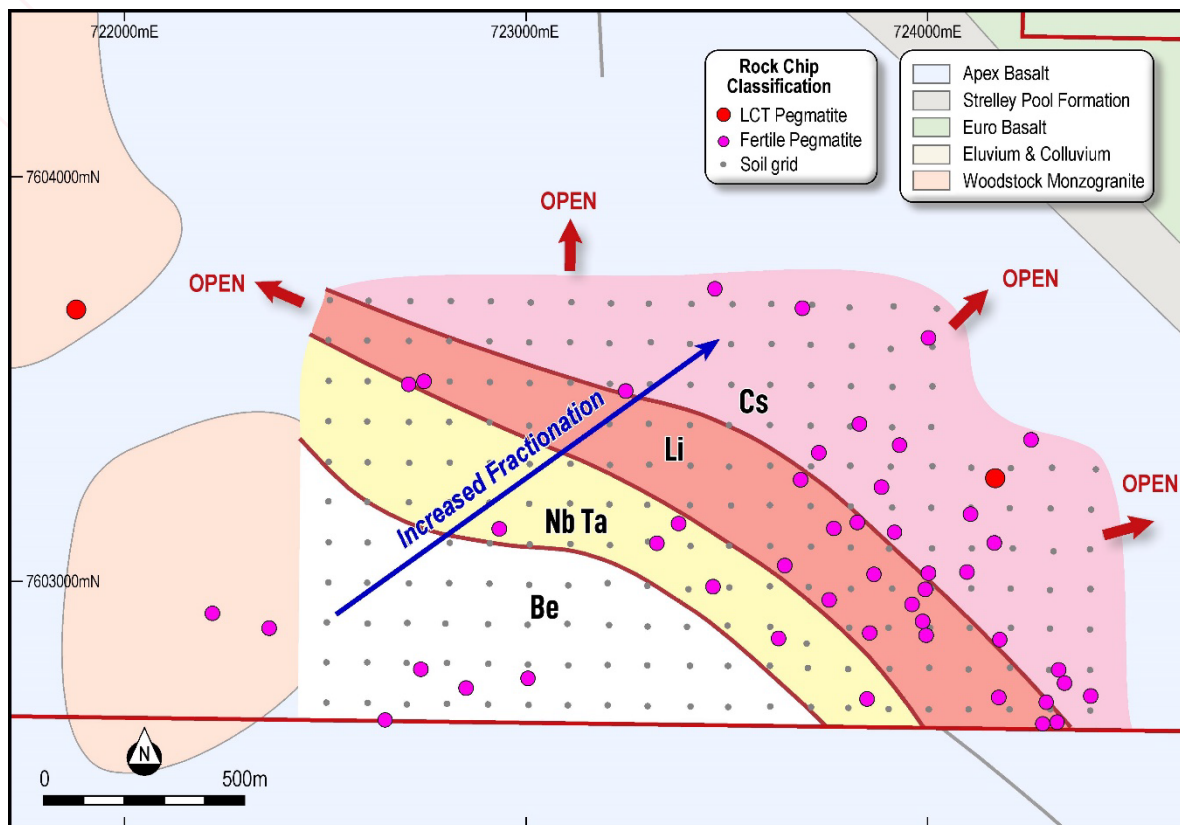 722000mE
723000mE
724000mE
Rock Chip
Classification
LCT Pegmatite
Fertile Pegmatite
Soil grid
Apex Basalt
Strelley Pool Formation
Euro Basalt
Eluvium & Colluvium
Woodstock Monzogranite
7604000mN
OPEN
OPEN
OPEN
OPEN
Cs
Li
Increased Fractionation
Nb Ta
Be
7603000mN
N
0
500m